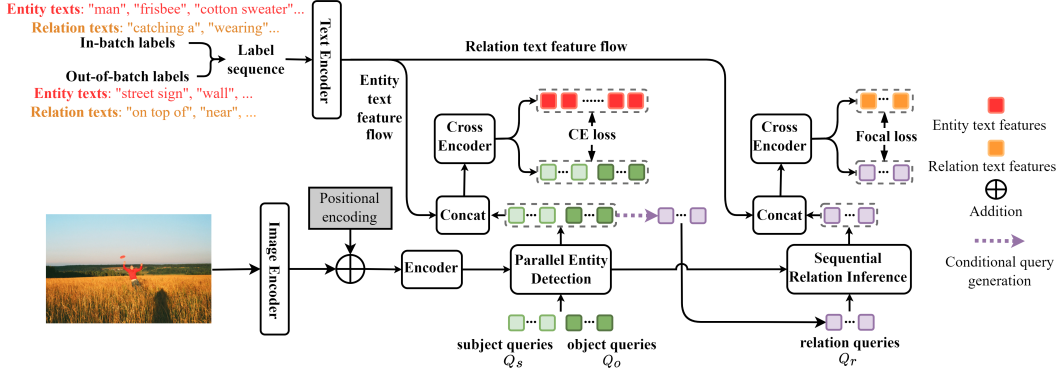 Entity texts: "man", "frisbee", "cotton sweater"...
Relation texts: "catching a", "wearing"...
In-batch labels
Out-of-batch labels
Label
sequence
Entity texts: "street sign", "wall", ...
Relation texts: "on top of", "near", ...
Text Encoder
Relation text feature flow
Entity
text
feature
flow
Cross
Encoder
CE loss
Concat
Cross
Encoder
Focal loss
Concat
Positional
encoding
Image Encoder
Encoder
Parallel Entity
Detection
Sequential
Relation Inference
subject queries
Qs
object queries
Qo
relation queries
Qr
Entity text features
Relation text features
Addition
Conditional query
generation